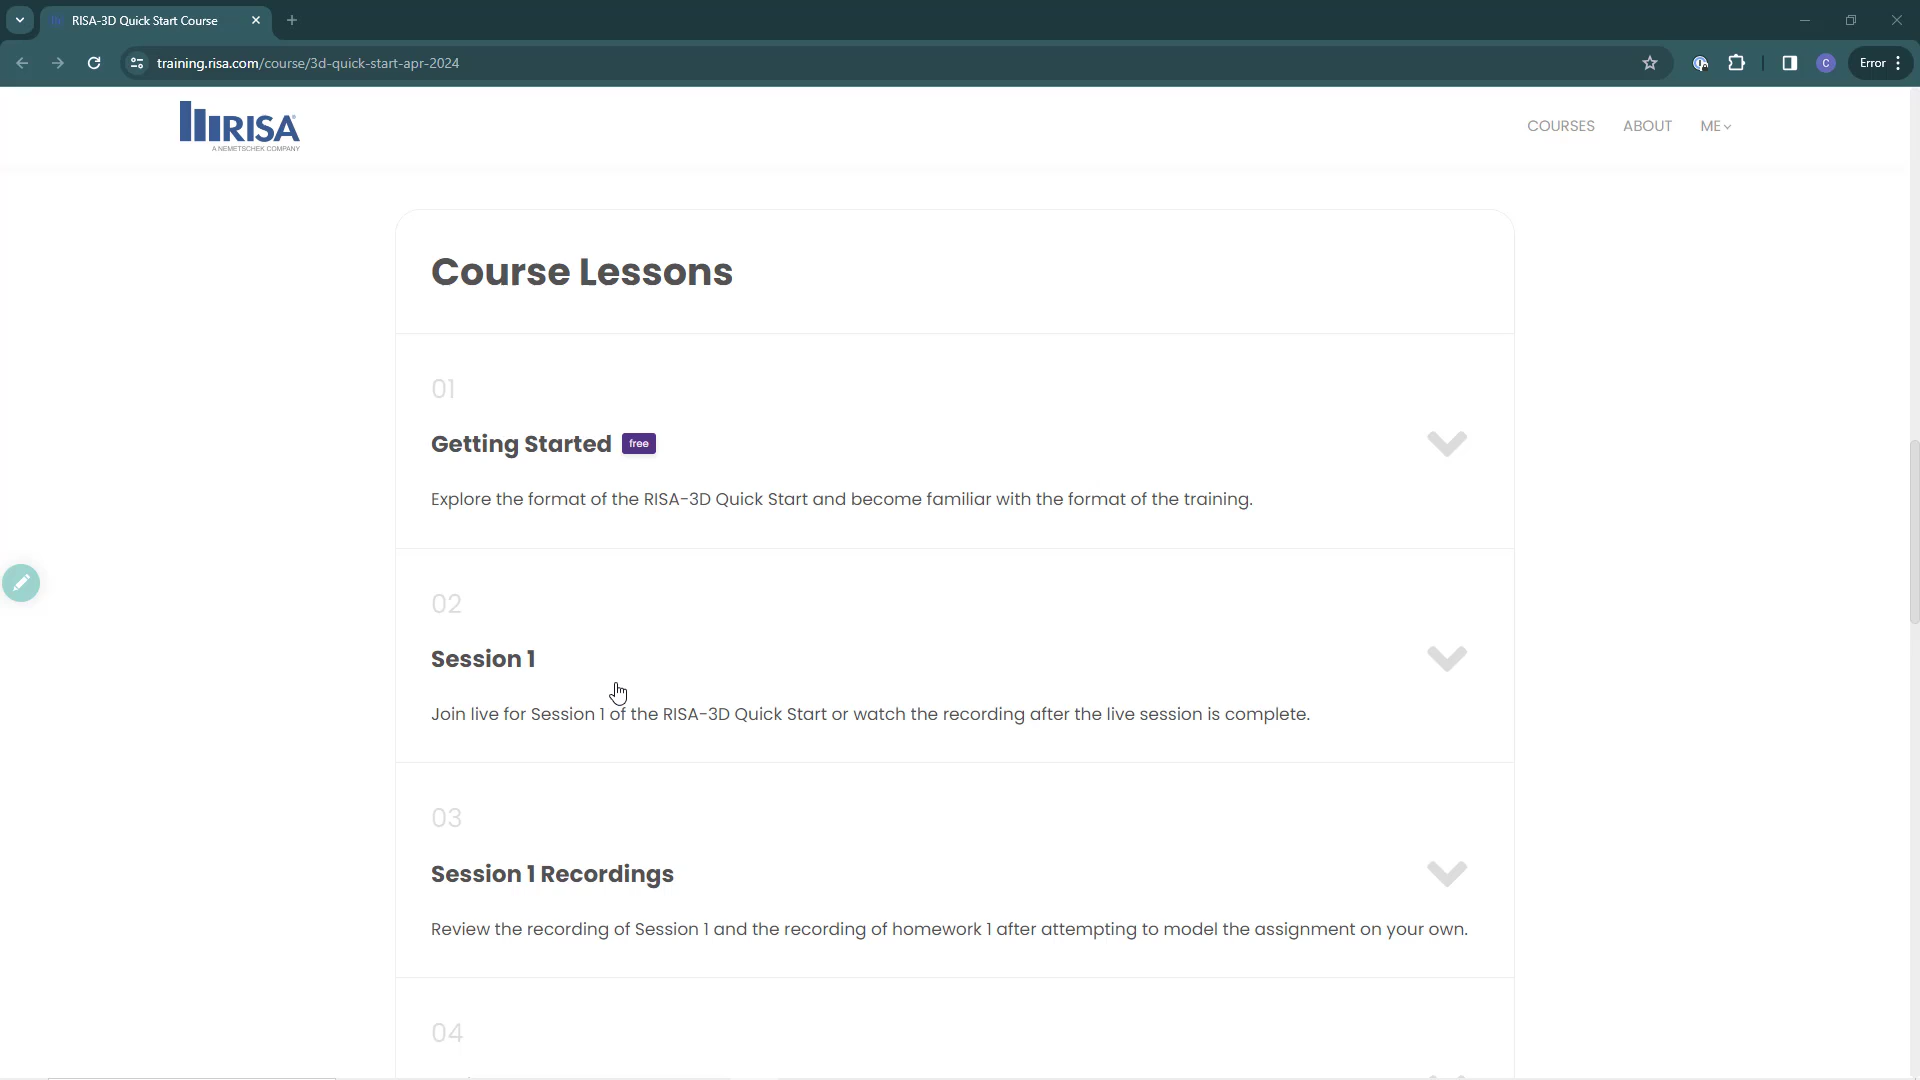 RISA-3D Quick Start Course
training.risa.com/course/3d-quick-start-apr-2024
C
Error
RISA
A NEMETSCHEK COMPANY
COURSES
ABOUT
ME
Course Lessons
01
Getting Started free
Explore the format of the RISA-3D Quick Start and become familiar with the format of the training.
02
Session 1
Join live for Session 1 of the RISA-3D Quick Start or watch the recording after the live session is complete.
03
Session 1 Recordings
Review the recording of Session 1 and the recording of homework 1 after attempting to model the assignment on your own.
04